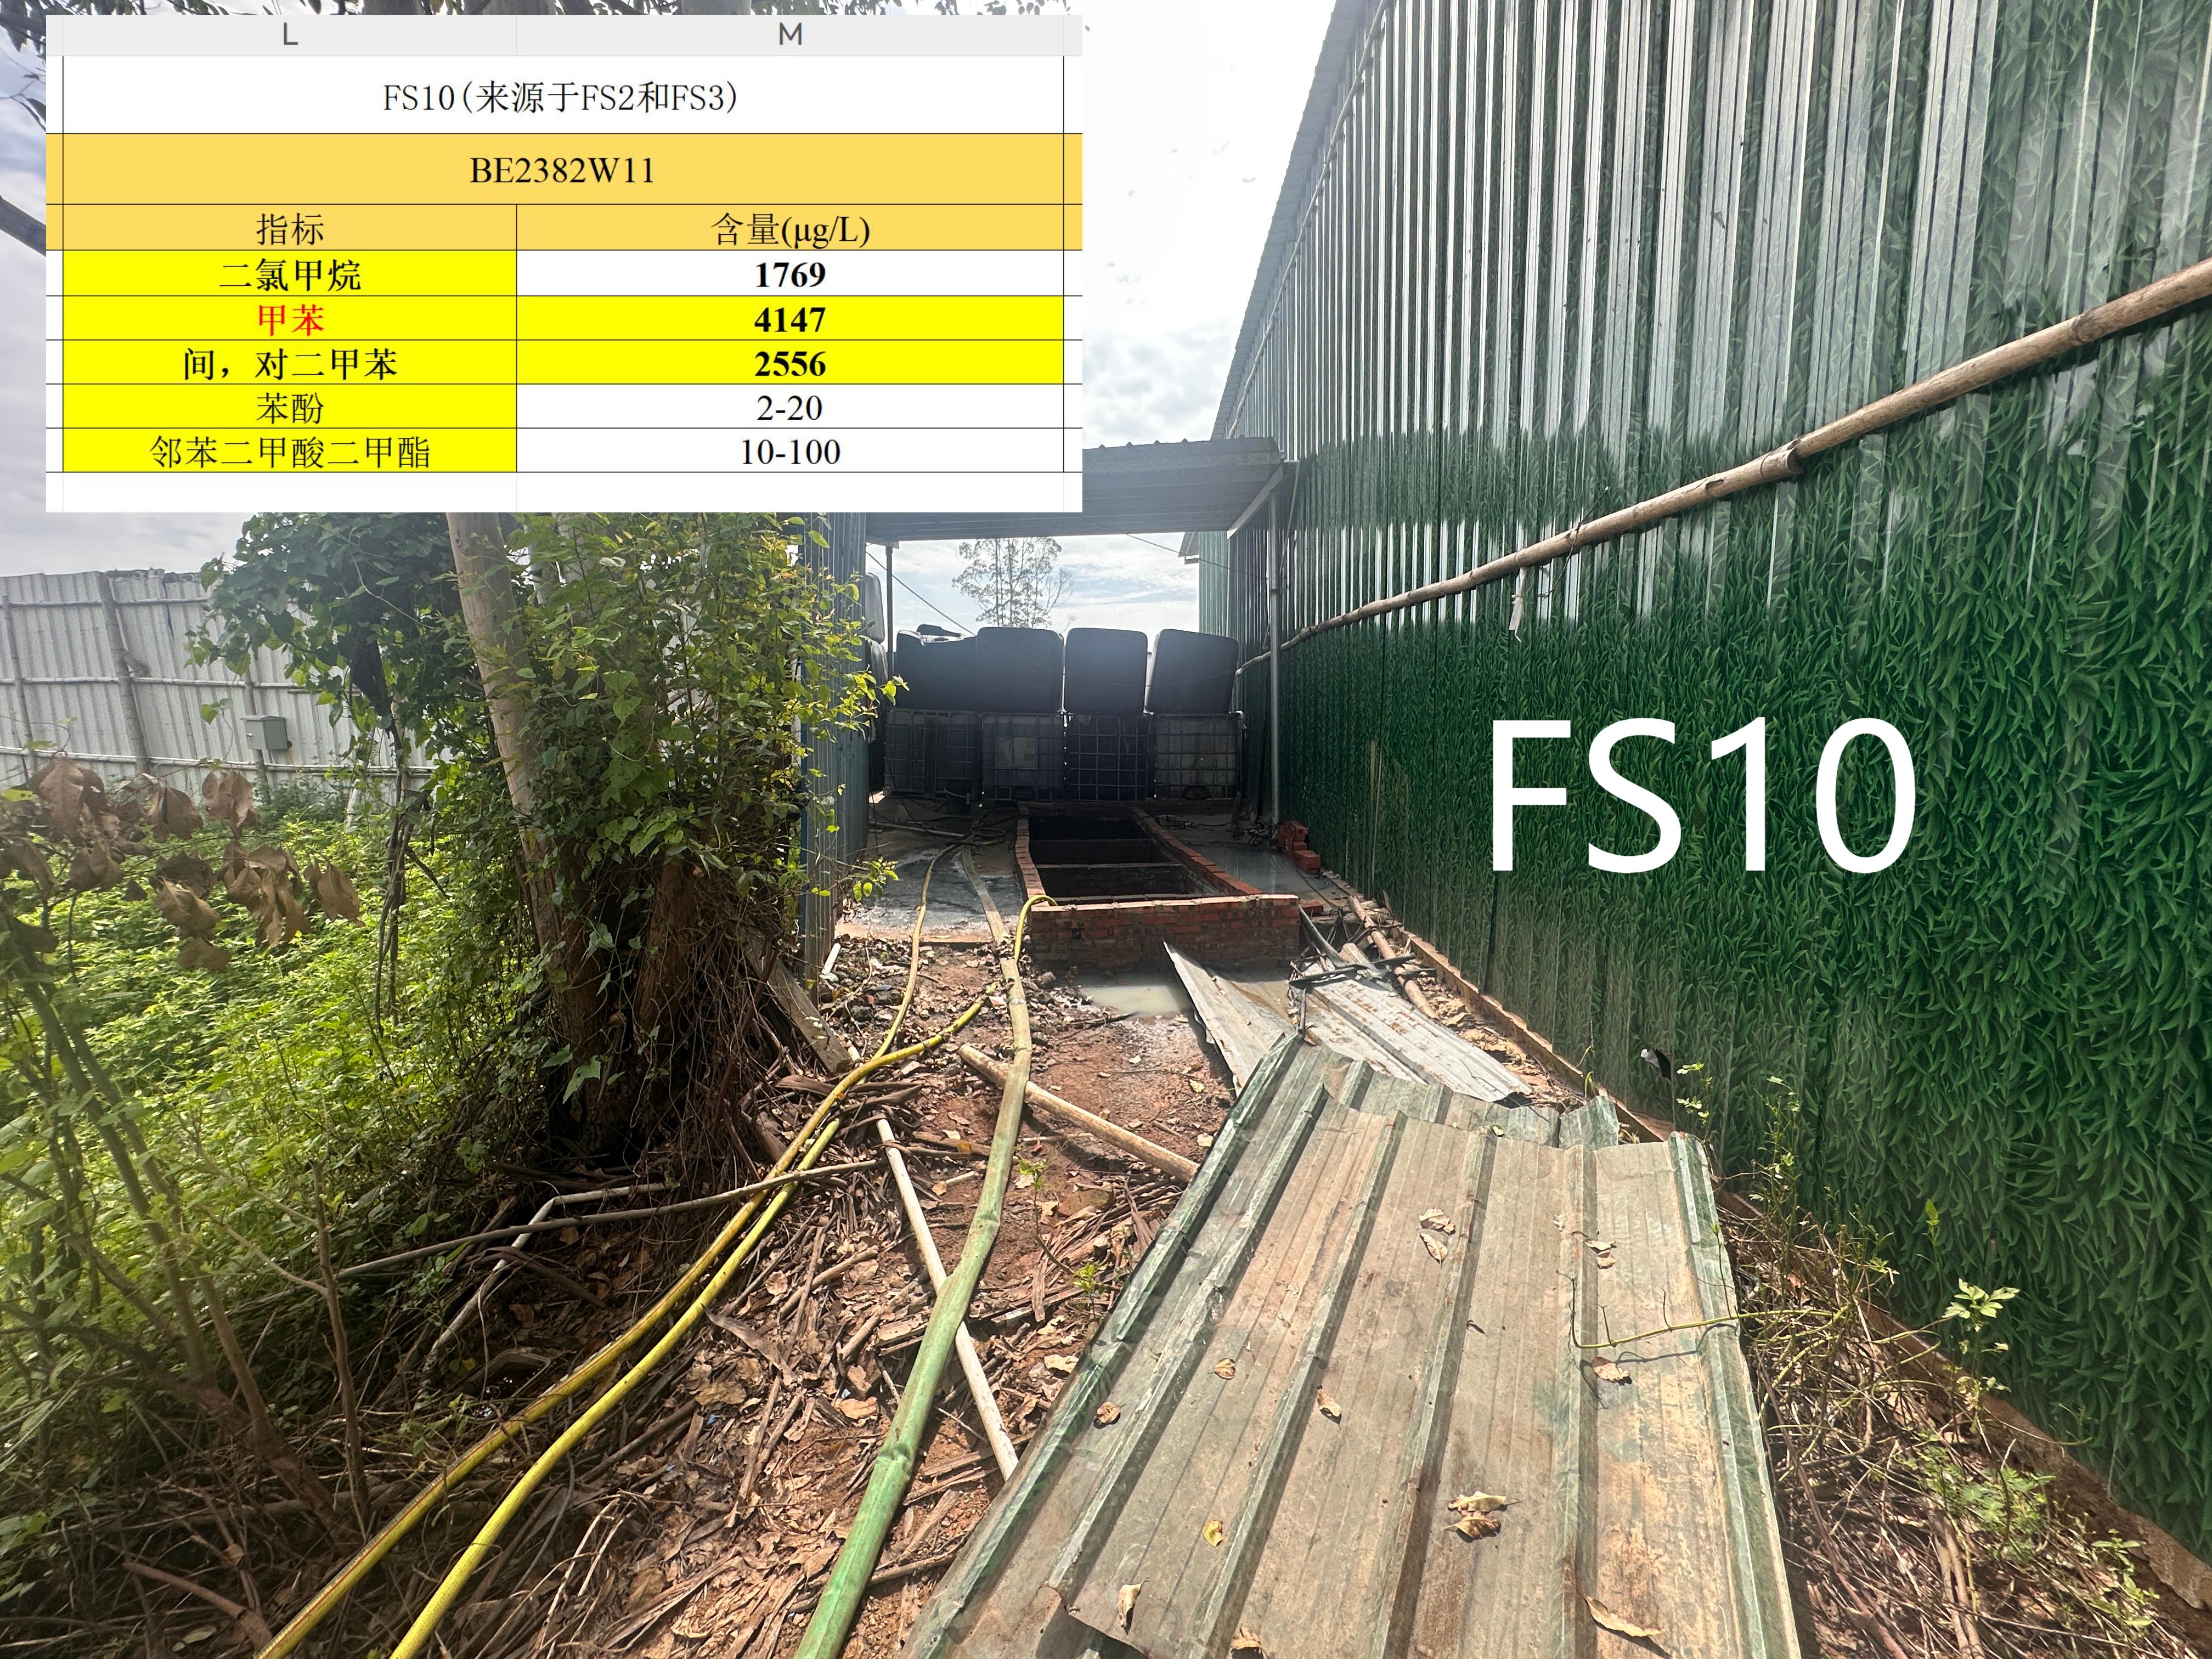 L M
FS10(来源于FS2和FS3)
BE2382W11
指标 含量(μg/L)
二氯甲烷 1769
甲苯 4147
间，对二甲苯 2556
苯酚 2-20
邻苯二甲酸二甲酯 10-100
FS10